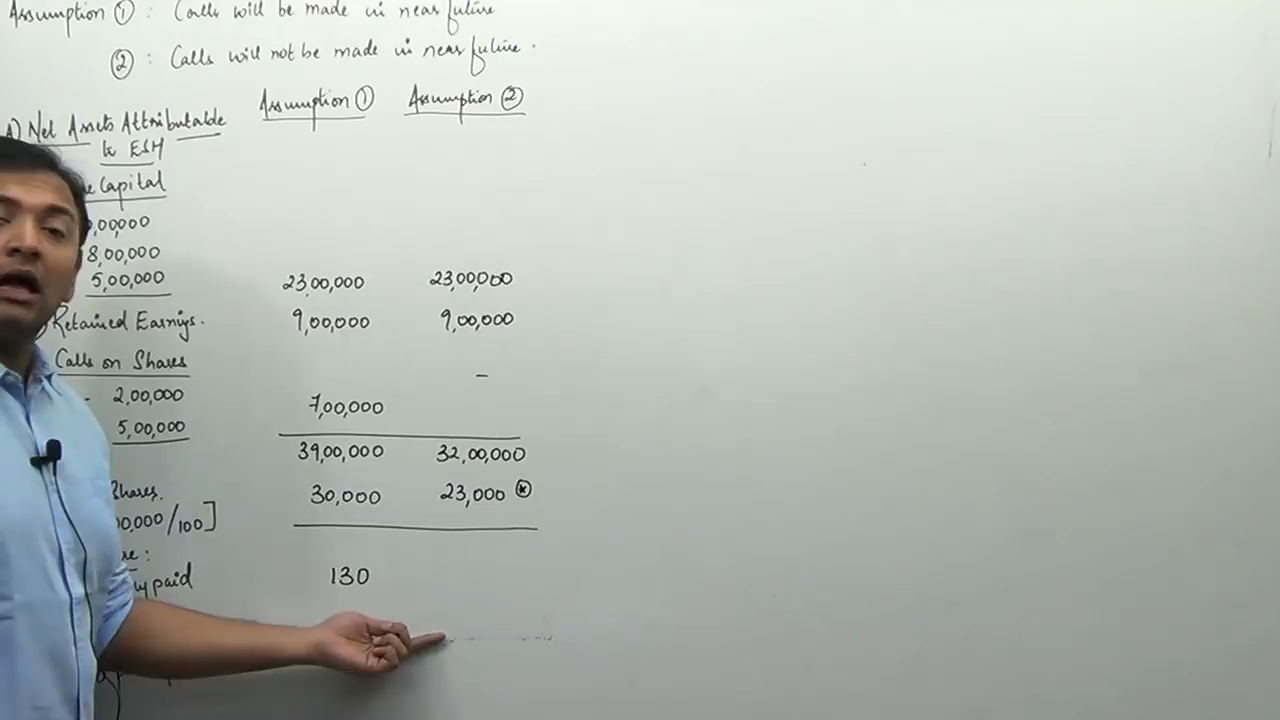 Assumption ① : Calls will be made in near future
② : Calls will not be made in near future.
A) Net Assets Attributable to ESH
Assumption ①
Assumption ②
Capital
,00,000
8,00,000
5,00,000 23,00,000 23,00,000
Retained Earnigs. 9,00,000 9,00,000
Calls on Shares
- 2,00,000 -
5,00,000 7,00,000
39,00,000 32,00,000
Shares. 30,000 23,000 *
00,000/100]
:
paid 130